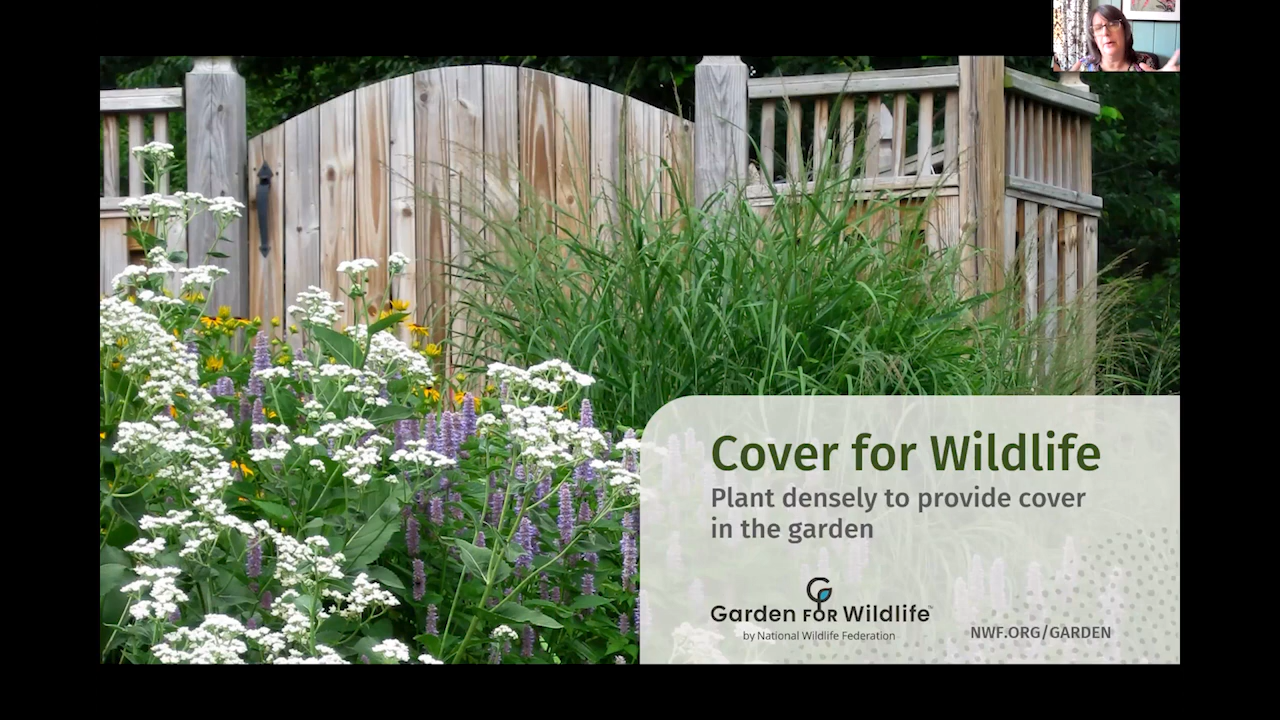 Cover for Wildlife
Plant densely to provide cover
in the garden
Garden FOR Wildlife
by National Wildlife Federation
NWF.ORG/GARDEN